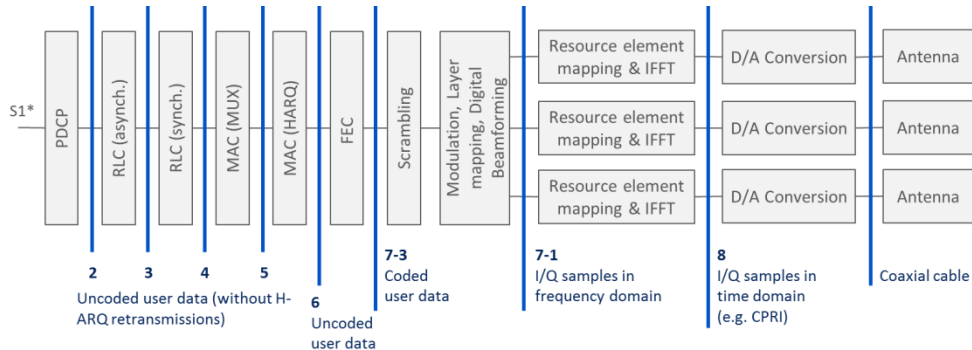 S1*
PDCP
RLC (asynch.)
RLC (synch.)
MAC (MUX)
MAC (HARQ)
FEC
Scrambling
Modulation, Layer
mapping, Digital
Beamforming
Resource element
mapping & IFFT
D/A Conversion
Antenna
Resource element
mapping & IFFT
D/A Conversion
Antenna
Resource element
mapping & IFFT
D/A Conversion
Antenna
2
3
4
5
Uncoded user data (without H-
ARQ retransmissions)
6
Uncoded
user data
7-3
Coded
user data
7-1
I/Q samples in
frequency domain
8
I/Q samples in
time domain
(e.g. CPRI)
Coaxial cable